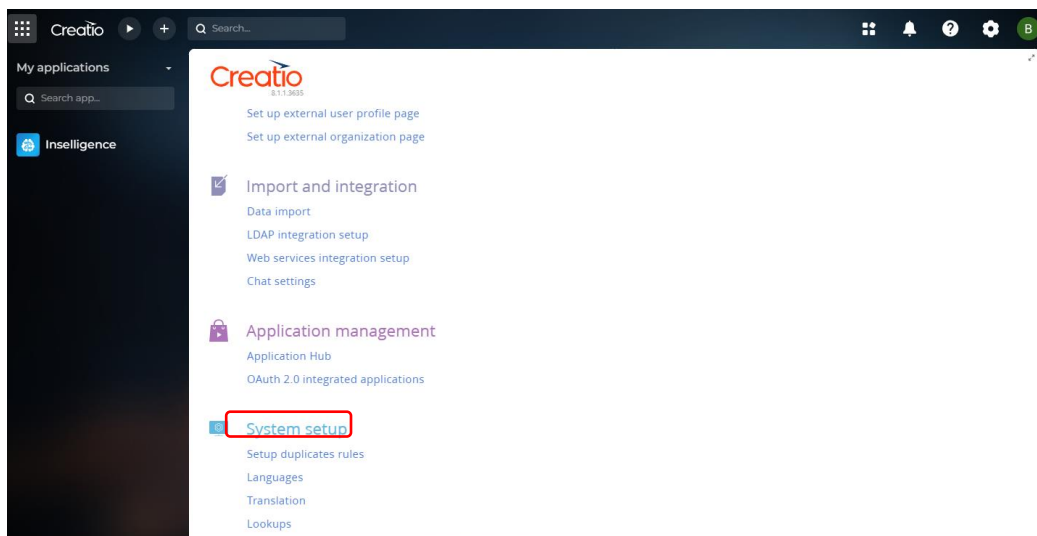 Creatio
Search...
B
My applications
Search app...
Inselligence
Creatio
8.1.1.3635
Set up external user profile page
Set up external organization page
Import and integration
Data import
LDAP integration setup
Web services integration setup
Chat settings
Application management
Application Hub
OAuth 2.0 integrated applications
System setup
Setup duplicates rules
Languages
Translation
Lookups